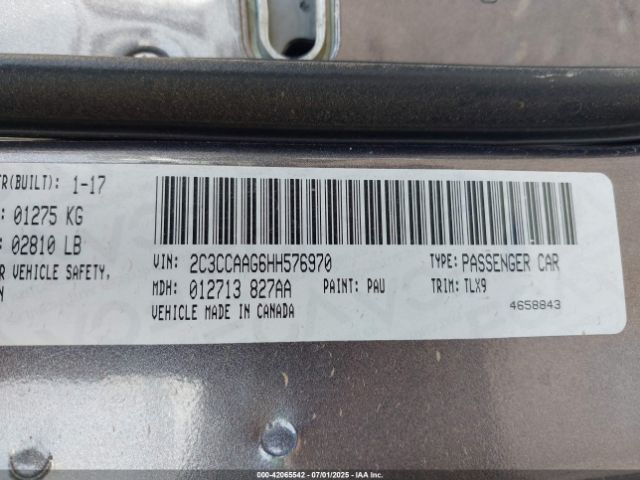 TR(BUILT): 1-17
: 01275 KG
: 02810 LB
R VEHICLE SAFETY,
N
VIN: 2C3CCAAG6HH576970 TYPE: PASSENGER CAR
MDH: 012713 827AA PAINT: PAU TRIM: TLX9
VEHICLE MADE IN CANADA 4658843
000-42065542 - 07/01/2025 - IAA Inc.